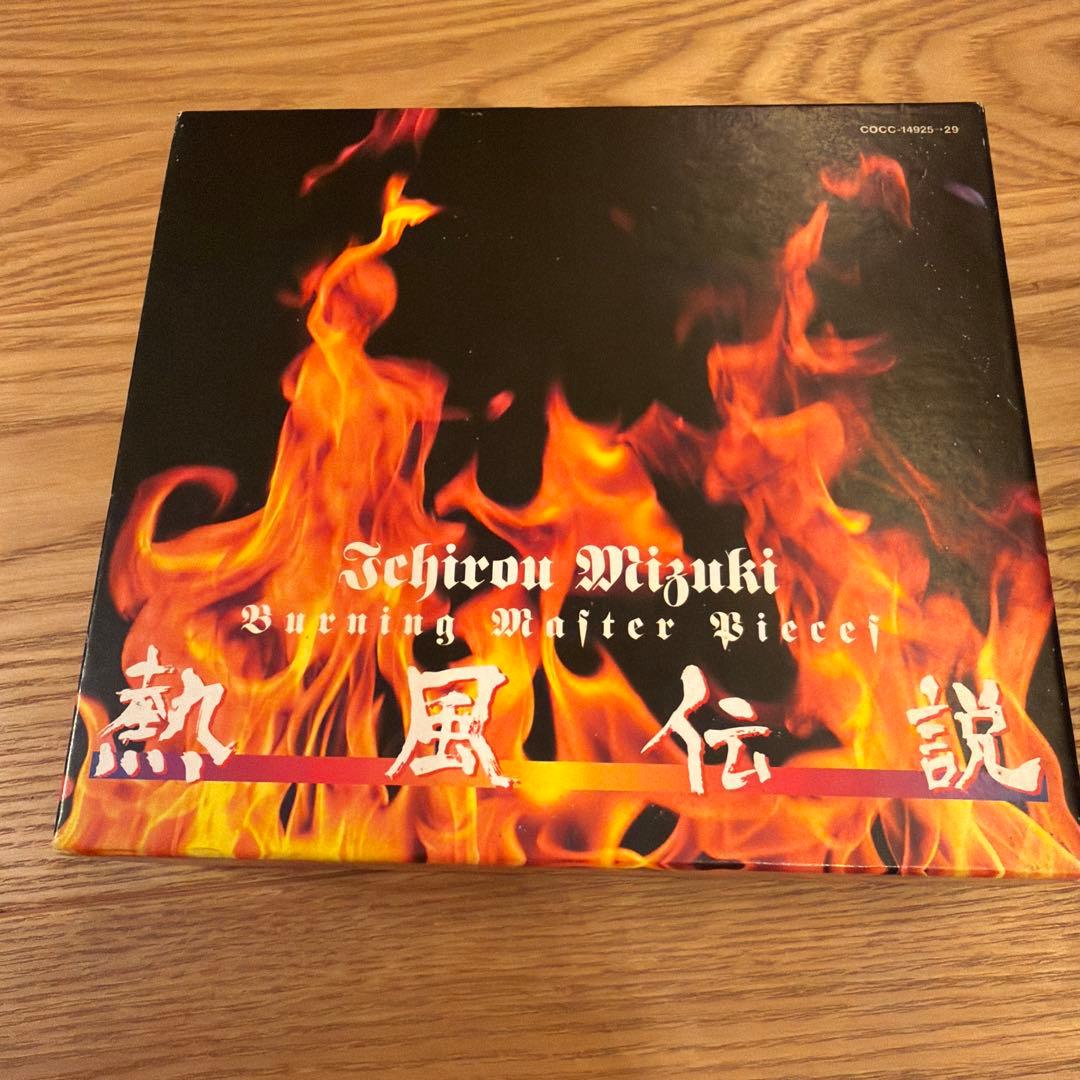 COCC-14925→29
Ichirou Mizuki
Burning Maſter Pieceſ
熱風伝説